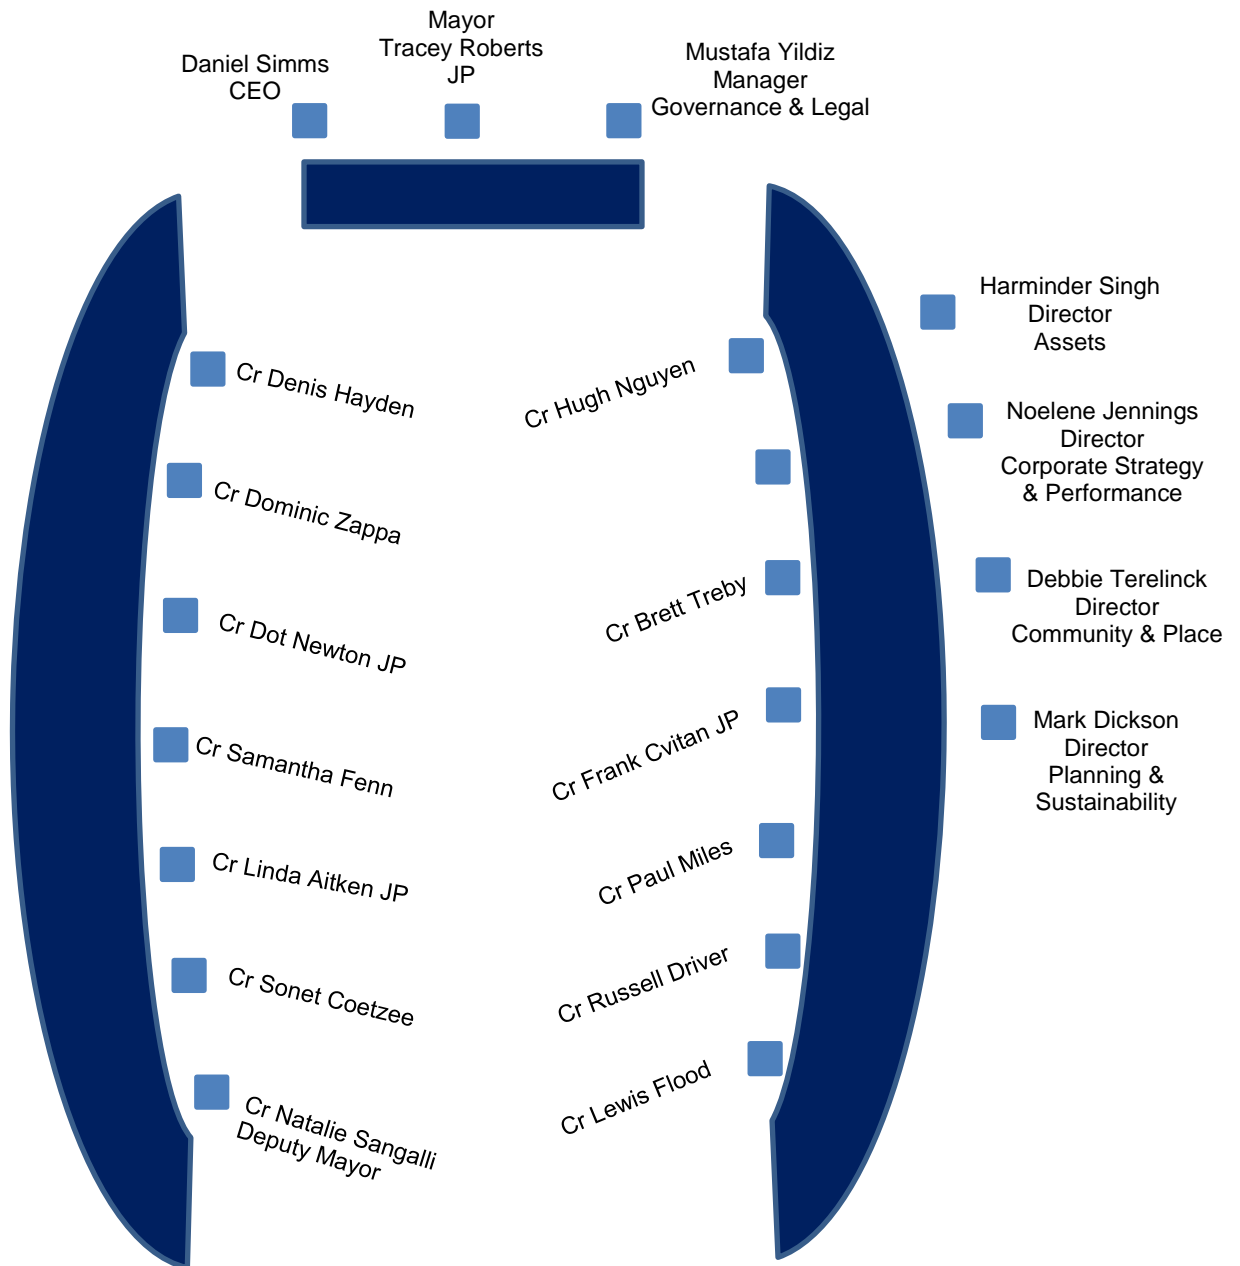 Daniel Simms
CEO
Mayor
Tracey Roberts
JP
Mustafa Yildiz
Manager
Governance & Legal
Cr Denis Hayden
Cr Dominic Zappa
Cr Dot Newton JP
Cr Samantha Fenn
Cr Linda Aitken JP
Cr Sonet Coetzee
Cr Natalie Sangalli
Deputy Mayor
Cr Hugh Nguyen
Cr Brett Treby
Cr Frank Cvitan JP
Cr Paul Miles
Cr Russell Driver
Cr Lewis Flood
Harminder Singh
Director
Assets
Noelene Jennings
Director
Corporate Strategy
& Performance
Debbie Terelinck
Director
Community & Place
Mark Dickson
Director
Planning &
Sustainability